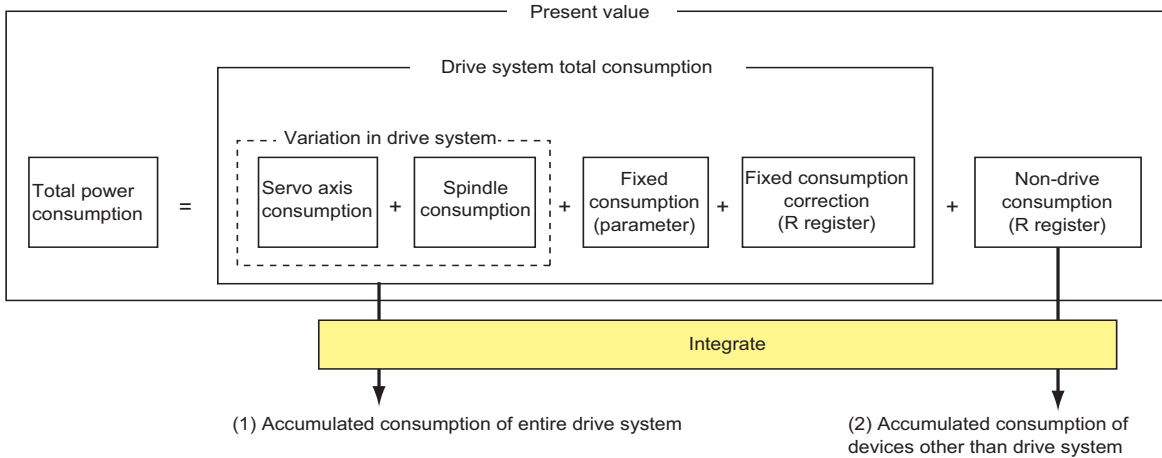 Present value
Drive system total consumption
Variation in drive system
Total power
consumption
=
Servo axis
consumption
+
Spindle
consumption
+
Fixed
consumption
(parameter)
+
Fixed consumption
correction
(R register)
+
Non-drive
consumption
(R register)
Integrate
(1) Accumulated consumption of entire drive system
(2) Accumulated consumption of
devices other than drive system